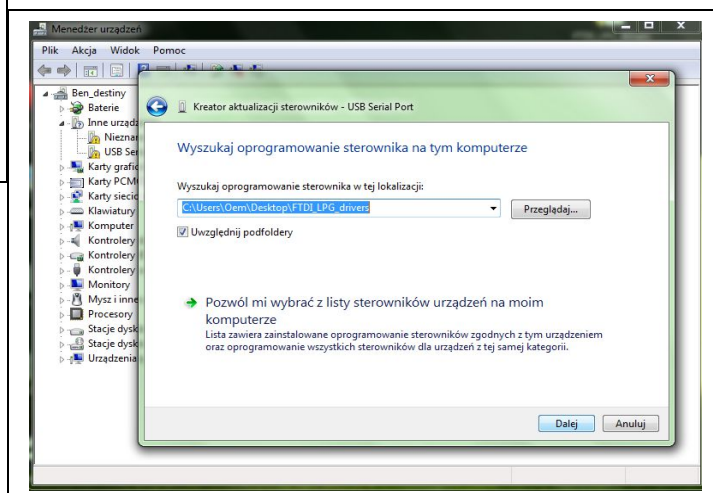 Menedżer urządzeń
Plik Akcja Widok Pomoc
Ben_destiny
Baterie
Inne urządz
Nieznan
USB Ser
Karty grafic
Karty PCM
Karty siecio
Klawiatury
Komputer
Kontrolery
Kontrolery
Kontrolery
Monitory
Mysz i inne
Procesory
Stacje dysk
Stacje dysk
Urządzenia
Kreator aktualizacji sterowników - USB Serial Port
Wyszukaj oprogramowanie sterownika na tym komputerze
Wyszukaj oprogramowanie sterownika w tej lokalizacji:
C:\Users\Oem\Desktop\FTDI_LPG_drivers
Przeglądaj...
Uwzględnij podfoldery
Pozwól mi wybrać z listy sterowników urządzeń na moim
komputerze
Lista zawiera zainstalowane oprogramowanie sterowników zgodnych z tym urządzeniem
oraz oprogramowanie wszystkich sterowników dla urządzeń z tej samej kategorii.
Dalej Anuluj